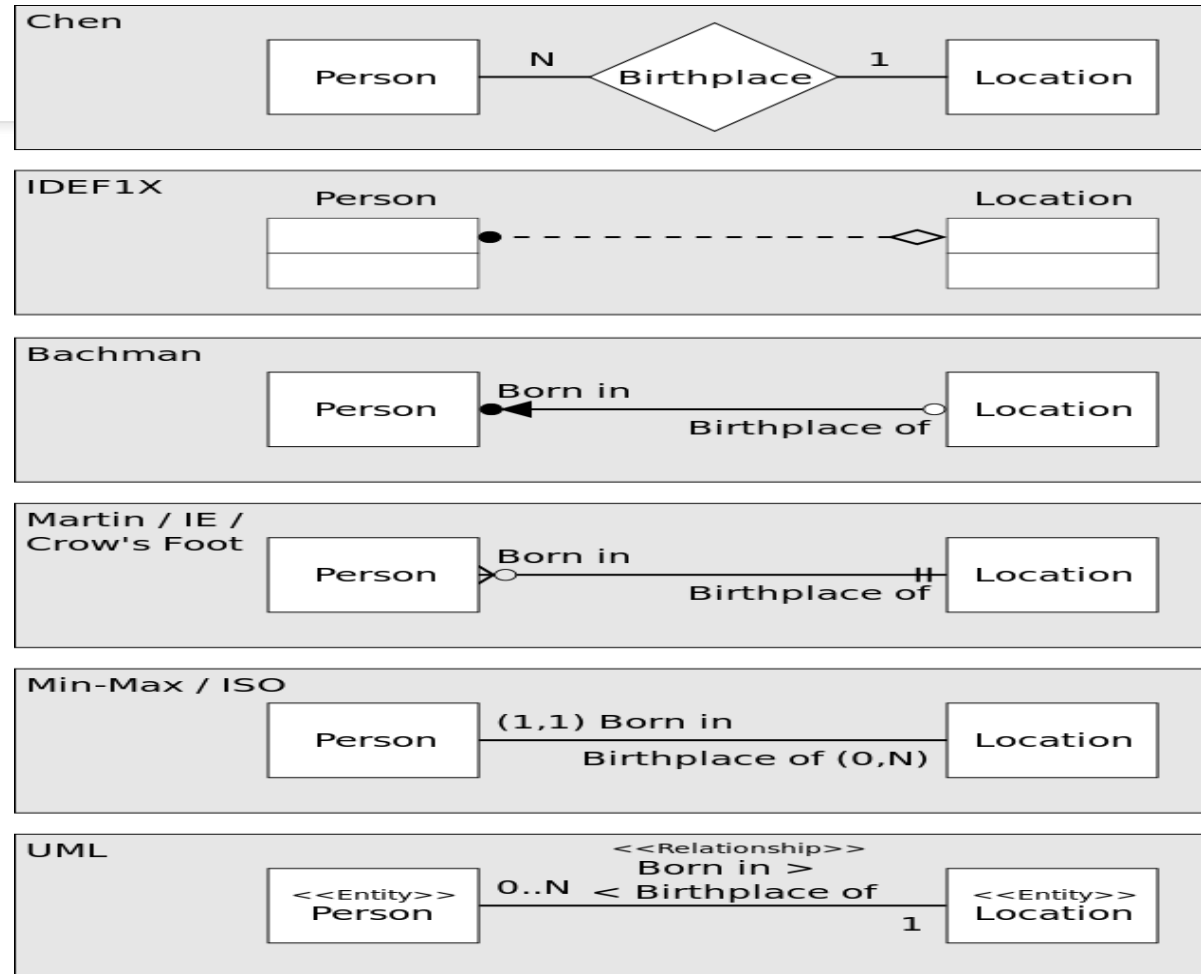 Chen
Person
N
Birthplace
1
Location
IDEF1X
Person
Location
Bachman
Person
Born in
Birthplace of
Location
Martin / IE /
Crow's Foot
Person
Born in
Birthplace of
Location
Min-Max / ISO
Person
(1,1) Born in
Birthplace of (0,N)
Location
UML
<<Entity>>
Person
0..N
<<Relationship>>
Born in >
< Birthplace of
1
<<Entity>>
Location